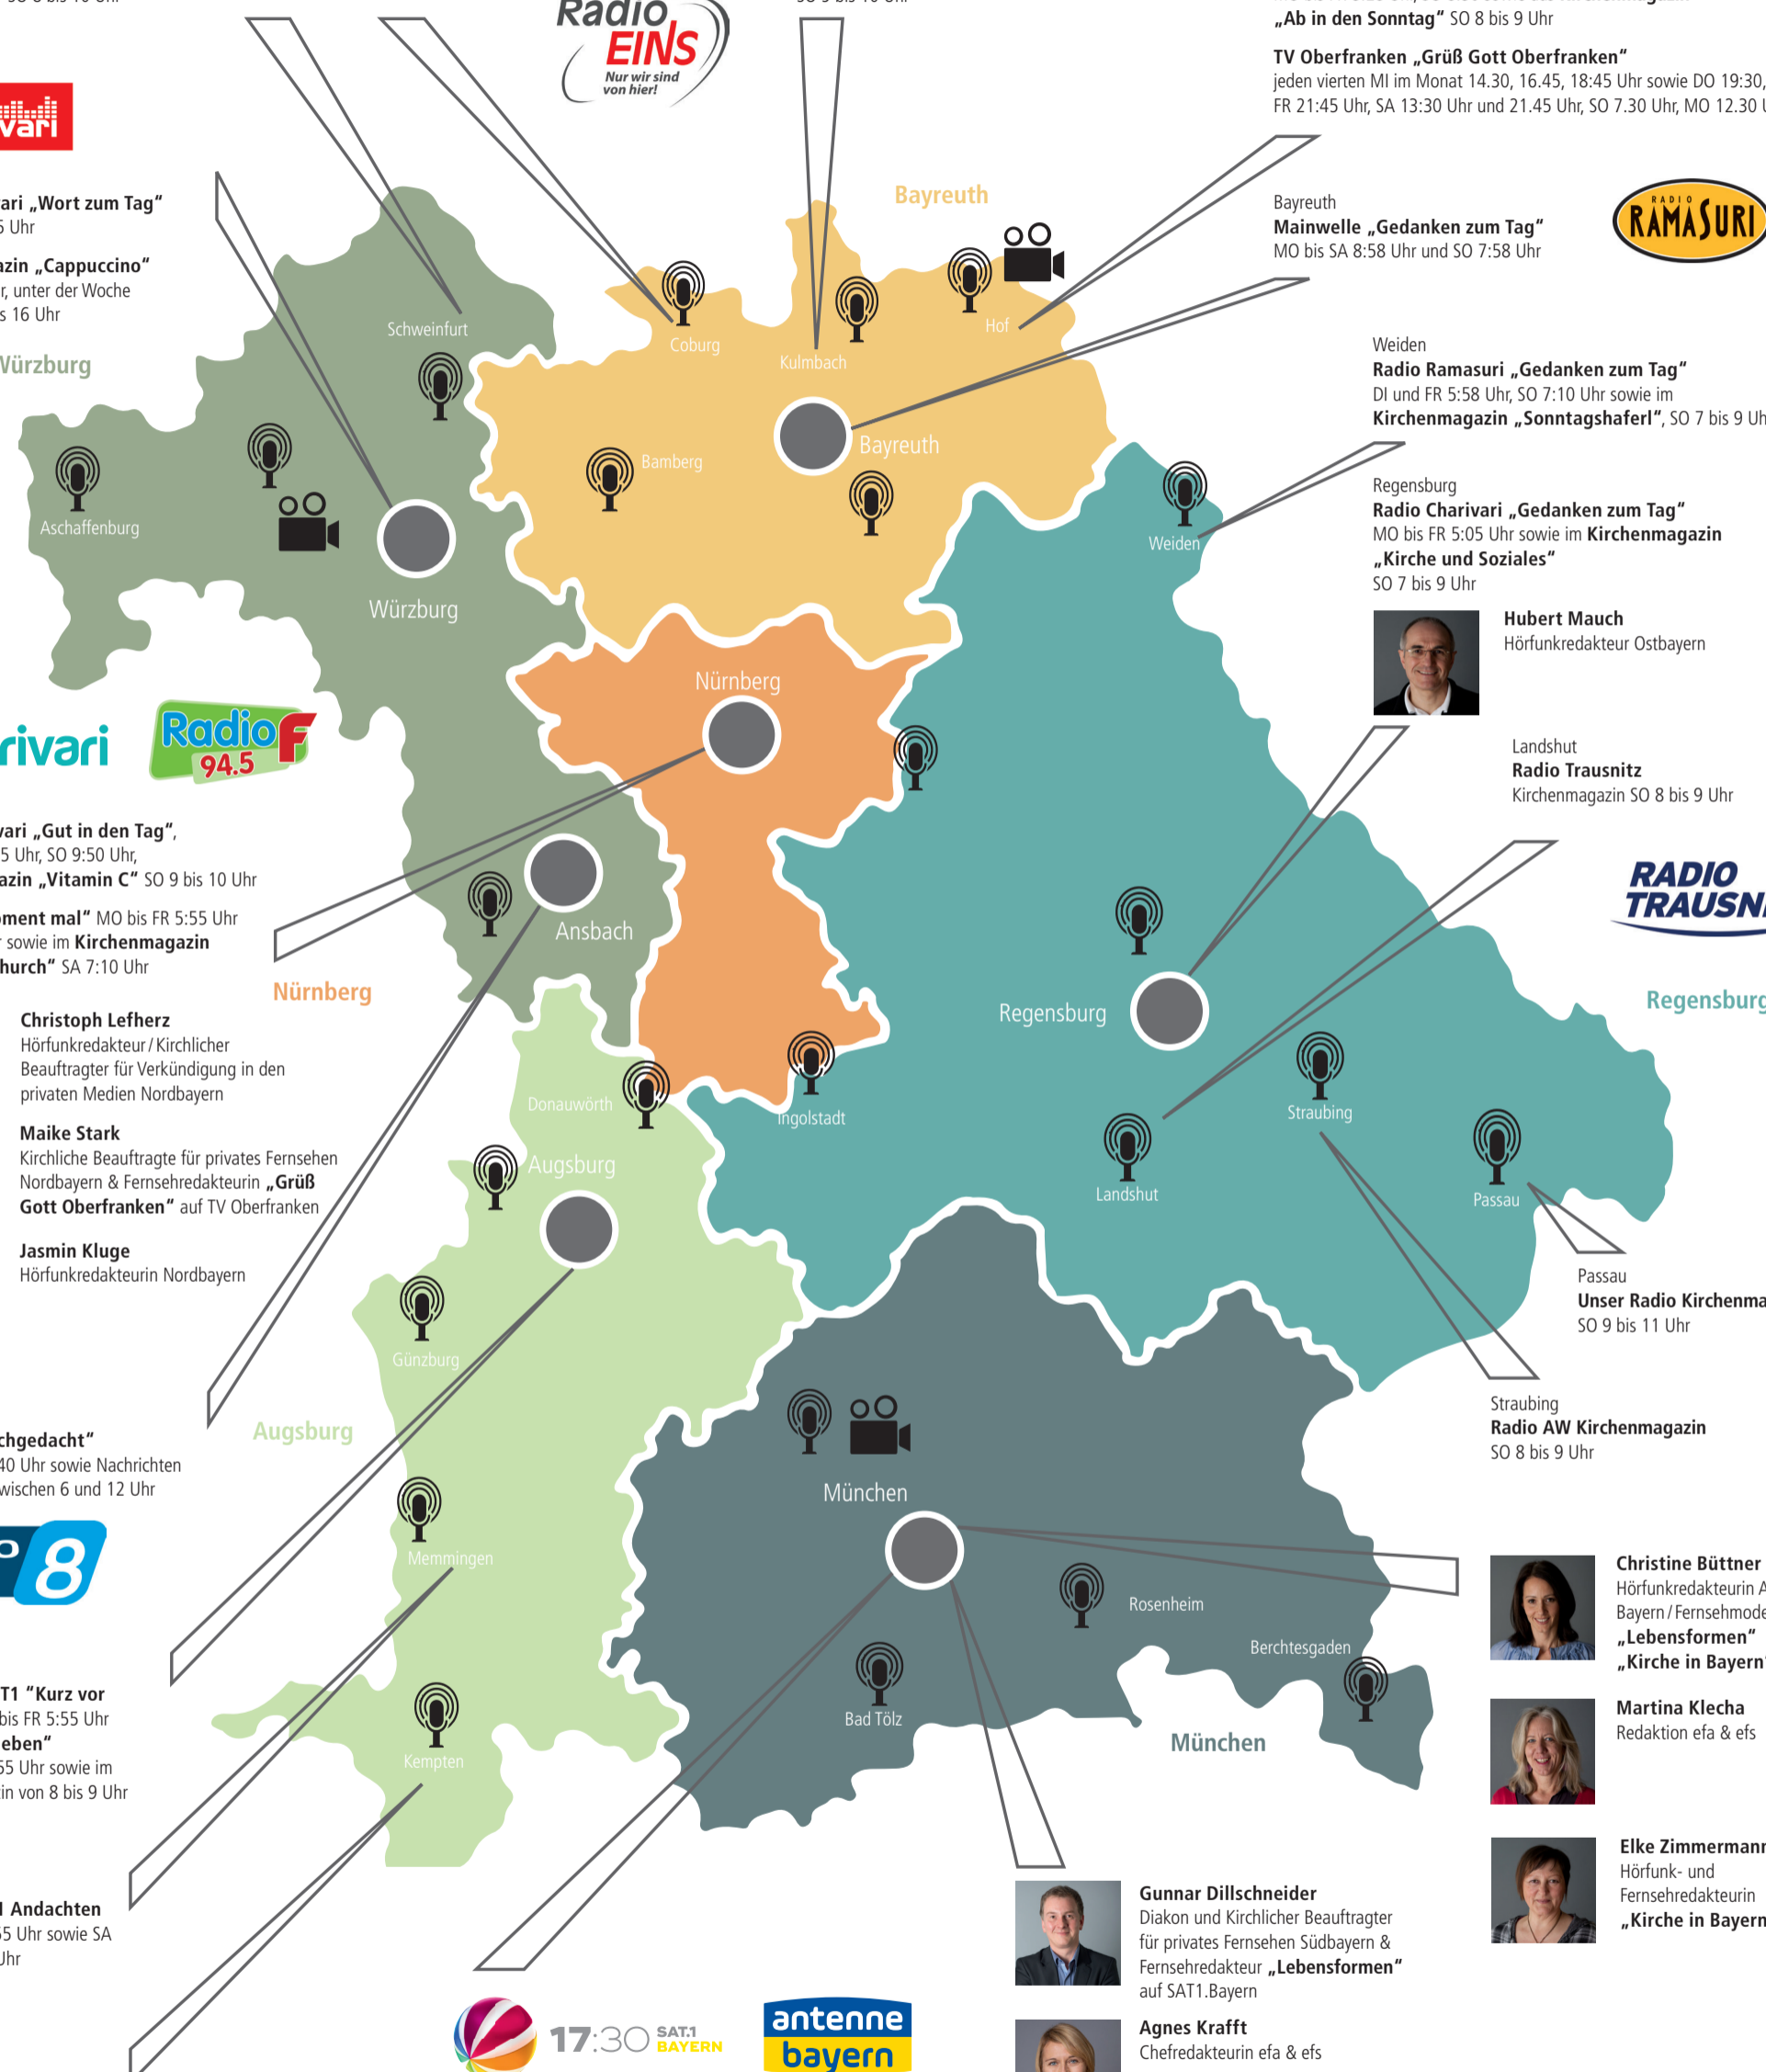 Radio
EINS
Nur wir sind
von hier!
„Ab in den Sonntag“ SO 8 bis 9 Uhr
TV Oberfranken „Grüß Gott Oberfranken“
jeden vierten MI im Monat 14.30, 16.45, 18:45 Uhr sowie DO 19:30,
FR 21:45 Uhr, SA 13:30 Uhr und 21.45 Uhr, SO 7.30 Uhr, MO 12.30
„Wort zum Tag“
Uhr
„Cappuccino“
unter der Woche
16 Uhr
Würzburg
Bayreuth
Bayreuth
Mainwelle „Gedanken zum Tag“
MO bis SA 8:58 Uhr und SO 7:58 Uhr
RADIO
RAMASURI
Schweinfurt
Coburg
Kulmbach
Hof
Bayreuth
Bamberg
Aschaffenburg
Würzburg
Weiden
Radio Ramasuri „Gedanken zum Tag“
DI und FR 5:58 Uhr, SO 7:10 Uhr sowie im
Kirchenmagazin „Sonntagshaferl“, SO 7 bis 9 Uhr
Weiden
Regensburg
Radio Charivari „Gedanken zum Tag“
MO bis FR 5:05 Uhr sowie im Kirchenmagazin
„Kirche und Soziales“
SO 7 bis 9 Uhr
Hubert Mauch
Hörfunkredakteur Ostbayern
Nürnberg
rivari
Radio F
94.5
Landshut
Radio Trausnitz
Kirchenmagazin SO 8 bis 9 Uhr
„Gut in den Tag“,
Uhr, SO 9:50 Uhr,
„Vitamin C“ SO 9 bis 10 Uhr
mal“ MO bis FR 5:55 Uhr
sowie im Kirchenmagazin
SA 7:10 Uhr
Nürnberg
Ansbach
RADIO
Regensburg
Regensburg
Christoph Lefherz
Hörfunkredakteur / Kirchlicher
Beauftragter für Verkündigung in den
privaten Medien Nordbayern
Maike Stark
Kirchliche Beauftragte für privates Fernsehen
Nordbayern & Fernsehredakteurin „Grüß
Gott Oberfranken“ auf TV Oberfranken
Jasmin Kluge
Hörfunkredakteurin Nordbayern
Donauwörth
Ingolstadt
Augsburg
Landshut
Straubing
Passau
Günzburg
Passau
Unser Radio
SO 9 bis 11 Uhr
Straubing
Radio AW Kirchenmagazin
SO 8 bis 9 Uhr
Augsburg
Uhr sowie Nachrichten
zwischen 6 und 12 Uhr
8
München
Memmingen
Rosenheim
Berchtesgaden
Bad Tölz
München
Kempten
“Kurz vor
bis FR 5:55 Uhr
Uhr sowie im
von 8 bis 9 Uhr
Andachten
Uhr sowie SA
Uhr
Christine Büttner
Hörfunkredakteurin
Bayern /
„Lebensformen“
„Kirche in Bayern“
Martina Klecha
Redaktion efa & efs
Elke Zimmermann
Hörfunk- und
Fernsehredakteurin
„Kirche in Bayern
Gunnar Dillschneider
Diakon und Kirchlicher Beauftragter
für privates Fernsehen Südbayern &
Fernsehredakteur „Lebensformen“
auf SAT1.Bayern
Agnes Krafft
Chefredakteurin efa & efs
17:30 SAT.1
BAYERN
antenne
bayern